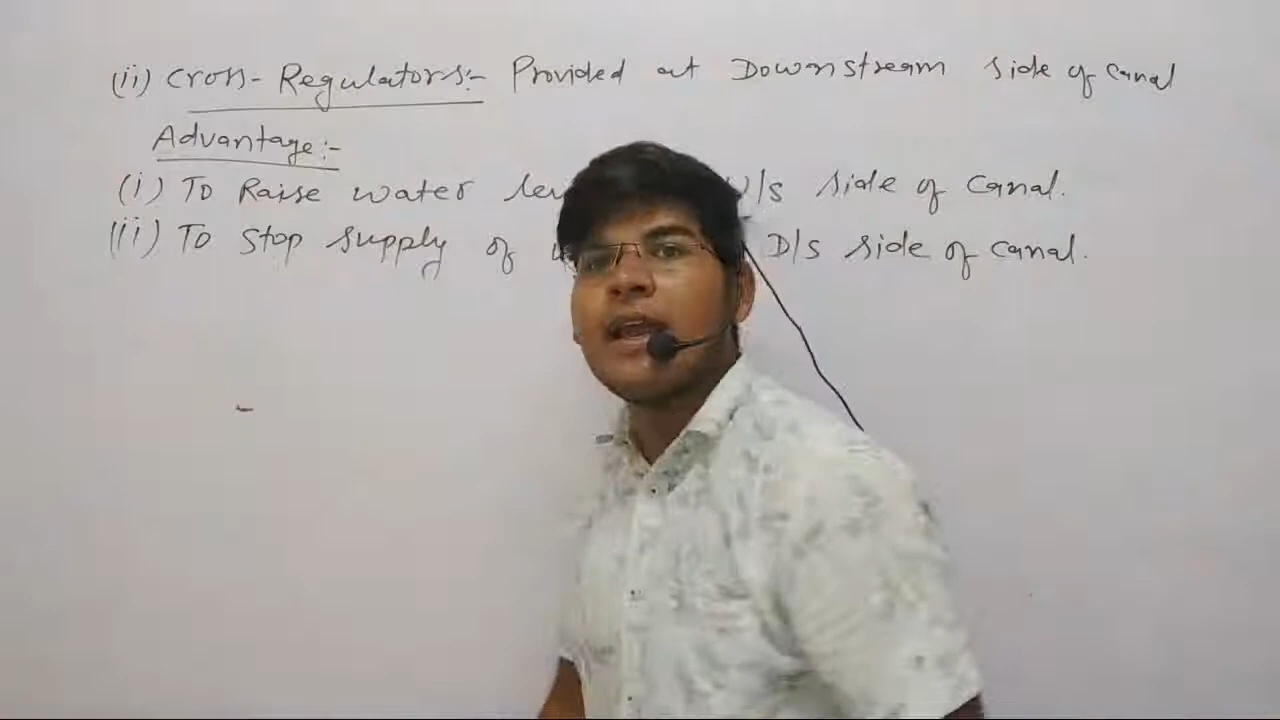 (ii) Cross-Regulators:- Provided at Downstream side of Canal
Advantage:-
(i) To Raise water U/s side of Canal.
(ii) To stop supply of D/s side of canal.